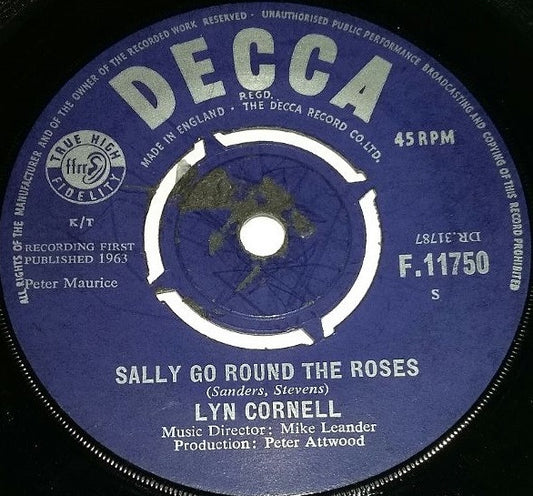 ALL RIGHTS OF THE MANUFACTURER AND OF THE OWNER OF THE RECORDED WORK RESERVED · UNAUTHORISED PUBLIC PERFORMANCE BROADCASTING AND COPYING OF THIS RECORD PROHIBITED
DECCA
REGD.
MADE IN ENGLAND · THE DECCA RECORD CO. LTD.
45 RPM
TRUE HIGH
ffrr
FIDELITY
K/T
RECORDING FIRST
PUBLISHED 1963
Peter Maurice
DR.31787
F.11750
S
SALLY GO ROUND THE ROSES
(Sanders, Stevens)
LYN CORNELL
Music Director: Mike Leander
Production: Peter Attwood